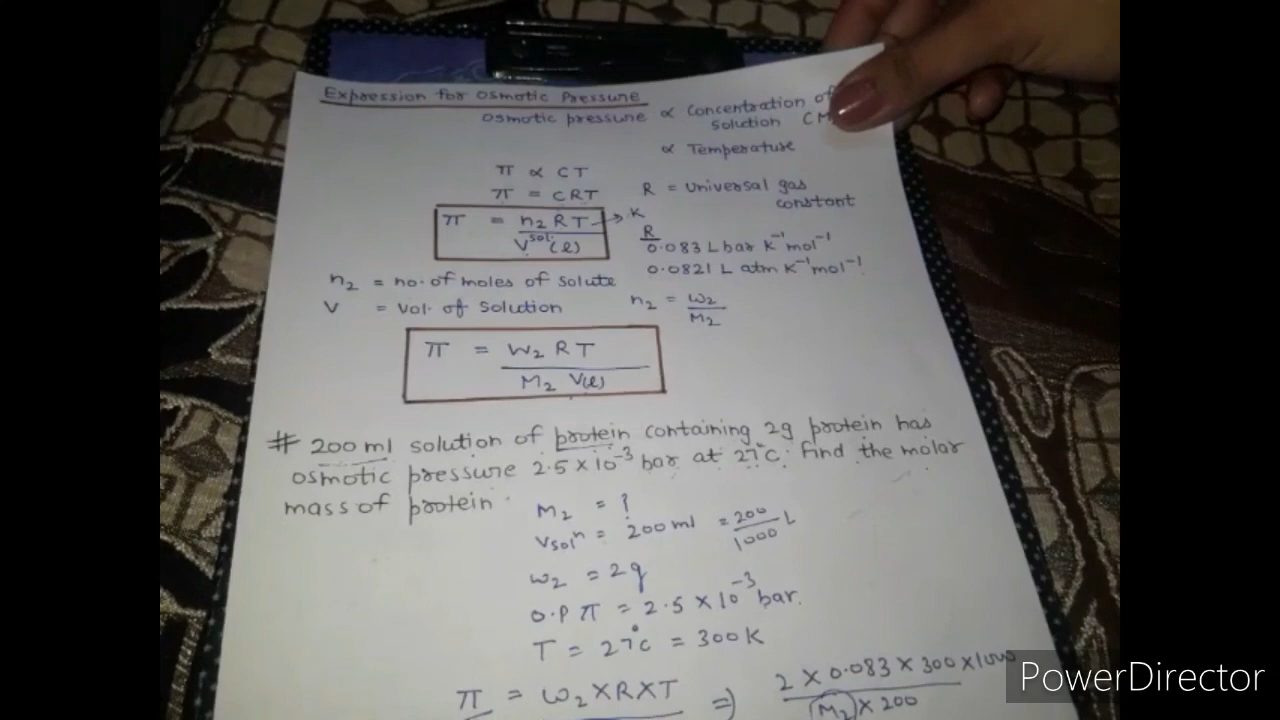 Expression for Osmotic Pressure
Osmotic pressure ∝ Concentration of
Solution CM
∝ Temperature
π ∝ CT
π = CRT
R = Universal gas
constant
π = n₂ R T → K
V sol. (l)
R
0.083 L bar K⁻¹ mol⁻¹
0.0821 L atm K⁻¹ mol⁻¹
n₂ = no. of moles of solute
V = Vol. of Solution
n₂ = w₂
M₂
π = W₂ R T
M₂ V(l)
# 200 ml solution of protein containing 2g protein has
osmotic pressure 2.5 × 10⁻³ bar at 27°C. Find the molar
mass of protein.
M₂ = ?
Vsolⁿ = 200 ml = 200/1000 L
w₂ = 2g
O.P π = 2.5 × 10⁻³ bar.
T = 27°C = 300 K
π = w₂ X R X T ⇒ 2 X 0.083 X 300 X 1000
M₂ X 200
PowerDirector